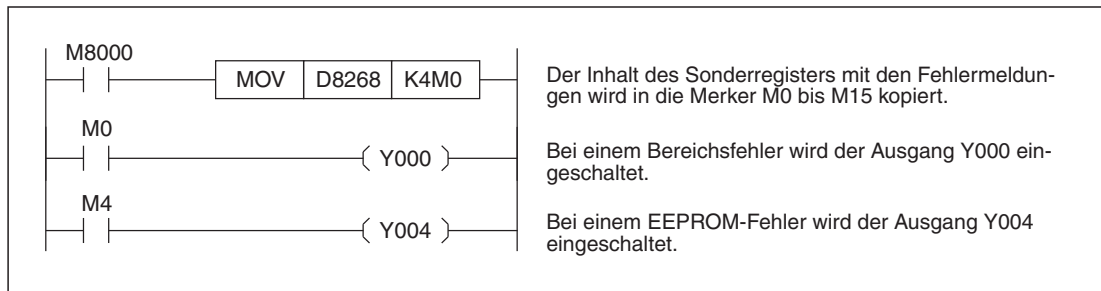 M8000
MOV D8268 K4M0
Der Inhalt des Sonderregisters mit den Fehlermeldun-
gen wird in die Merker M0 bis M15 kopiert.
M0
Y000
Bei einem Bereichsfehler wird der Ausgang Y000 ein-
geschaltet.
M4
Y004
Bei einem EEPROM-Fehler wird der Ausgang Y004
eingeschaltet.